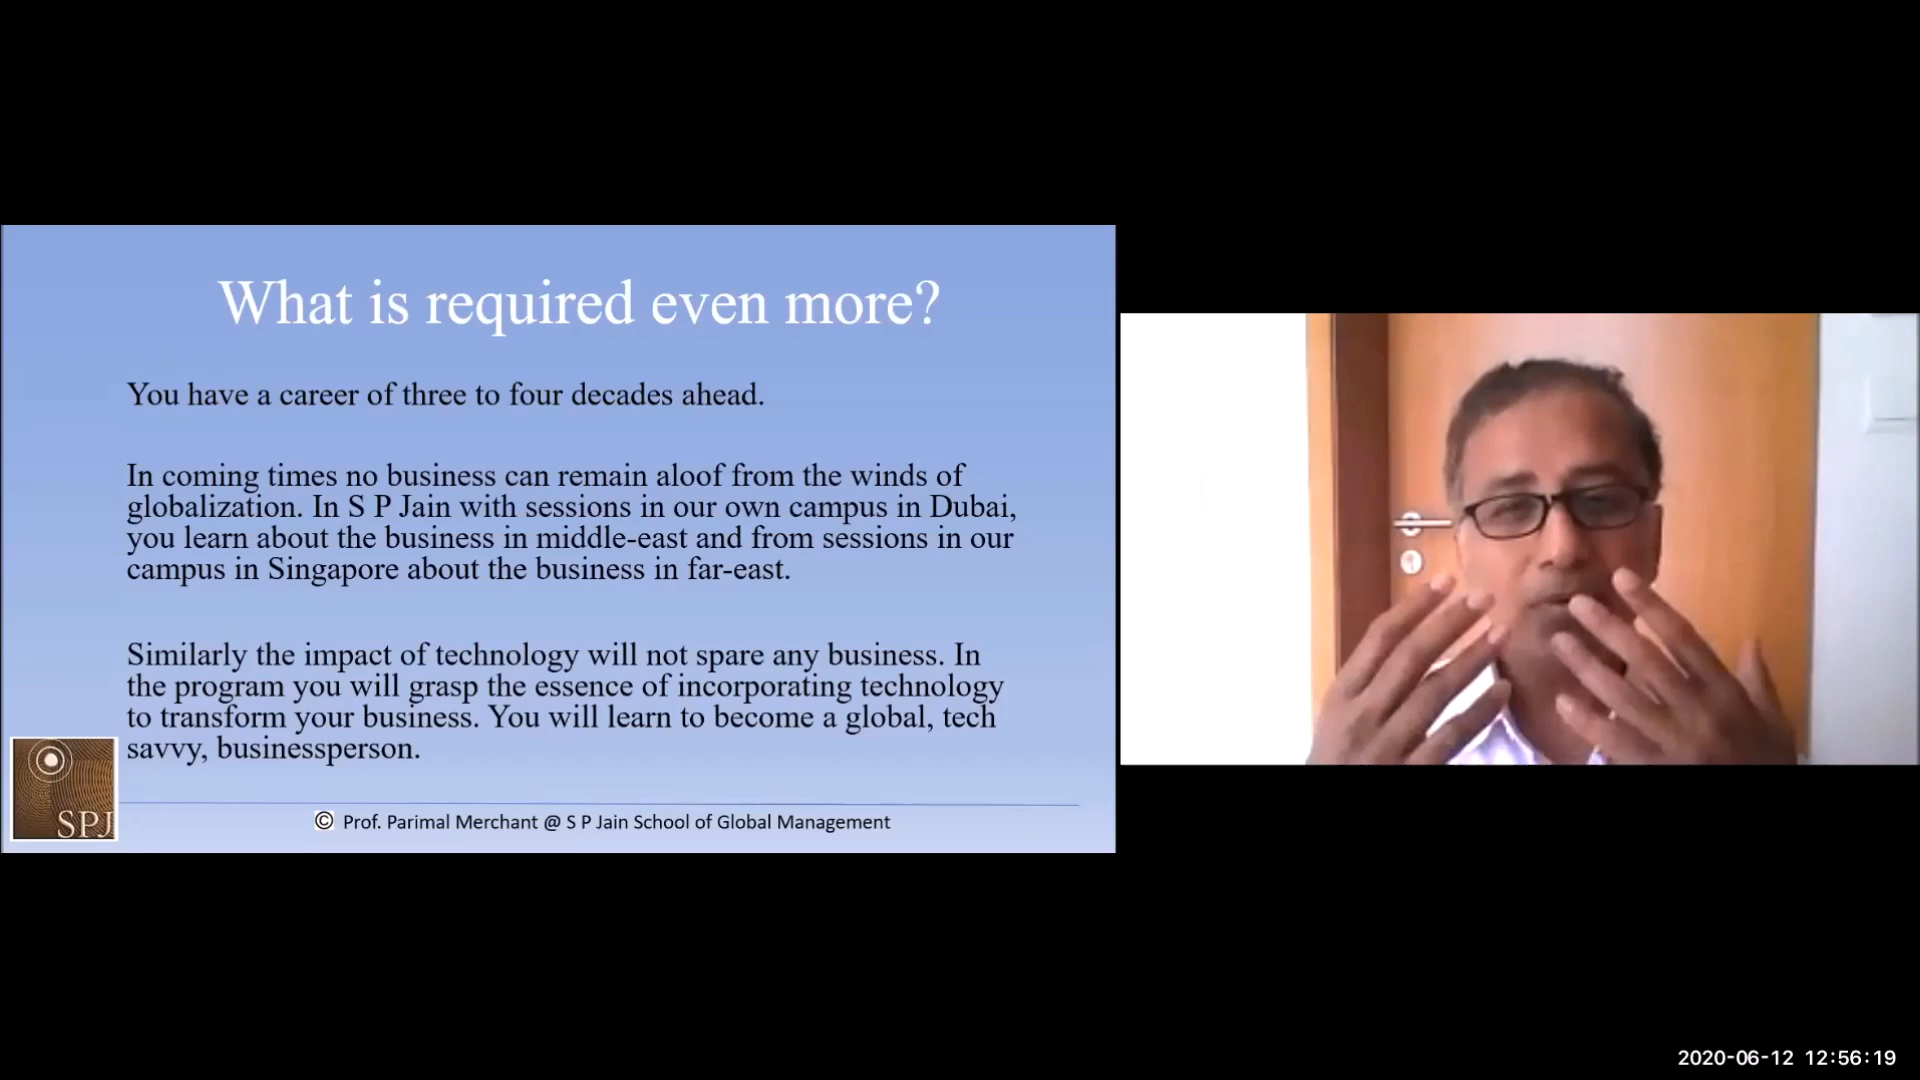 What is required even more?
You have a career of three to four decades ahead.
In coming times no business can remain aloof from the winds of
globalization. In S P Jain with sessions in our own campus in Dubai,
you learn about the business in middle-east and from sessions in our
campus in Singapore about the business in far-east.
Similarly the impact of technology will not spare any business. In
the program you will grasp the essence of incorporating technology
to transform your business. You will learn to become a global, tech
savvy, businessperson.
SPJ
© Prof. Parimal Merchant @ S P Jain School of Global Management
2020-06-12 12:56:19